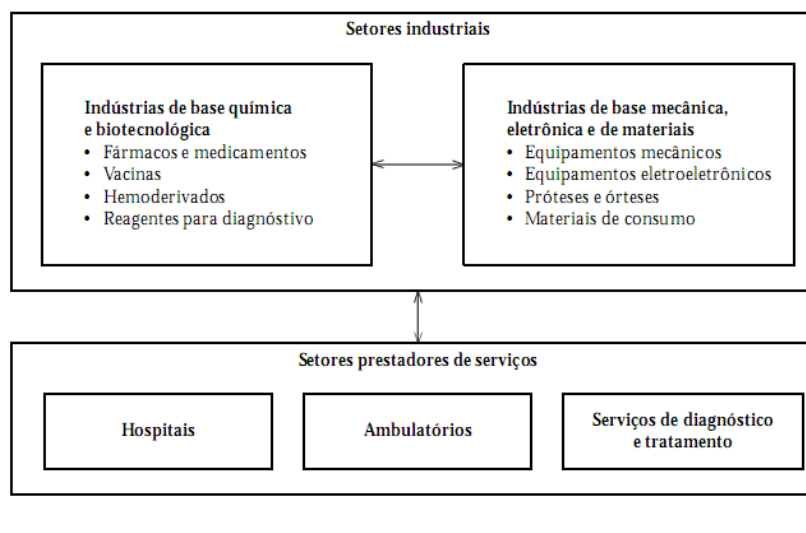 Setores industriais
Indústrias de base química
e biotecnológica
• Fármacos e medicamentos
• Vacinas
• Hemoderivados
• Reagentes para diagnóstivo
Indústrias de base mecânica,
eletrônica e de materiais
• Equipamentos mecânicos
• Equipamentos eletroeletrônicos
• Próteses e órteses
• Materiais de consumo
Setores prestadores de serviços
Hospitais
Ambulatórios
Serviços de diagnóstico
e tratamento